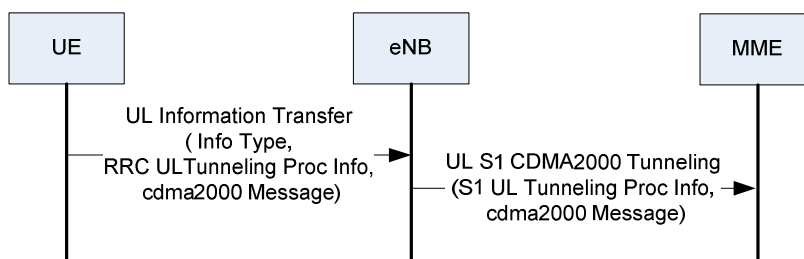 UE
eNB
MME
UL Information Transfer
( Info Type,
RRC ULTunneling Proc Info,
cdma2000 Message)
UL S1 CDMA2000 Tunneling
(S1 UL Tunneling Proc Info,
cdma2000 Message)